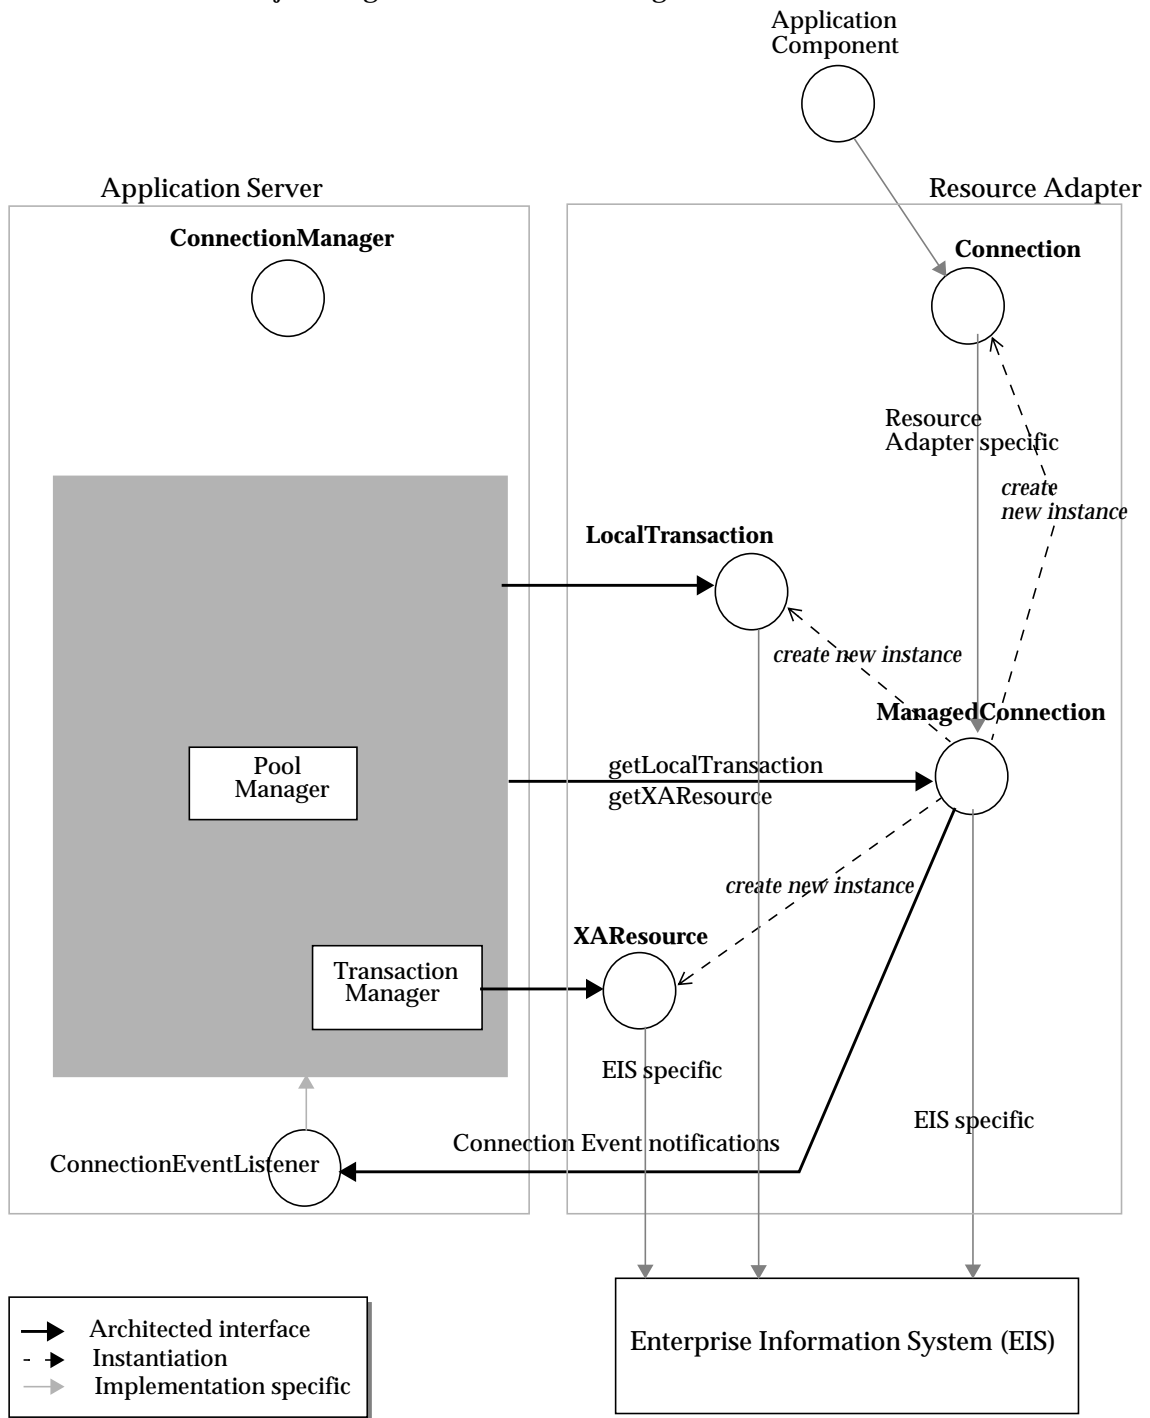 Application
Component
Application Server
Resource Adapter
ConnectionManager
Connection
Resource
Adapter specific
create
new instance
LocalTransaction
create new instance
ManagedConnection
Pool
Manager
getLocalTransaction
getXAResource
create new instance
XAResource
Transaction
Manager
EIS specific
EIS specific
Connection Event notifications
ConnectionEventListener
Enterprise Information System (EIS)
Architected interface
Instantiation
Implementation specific